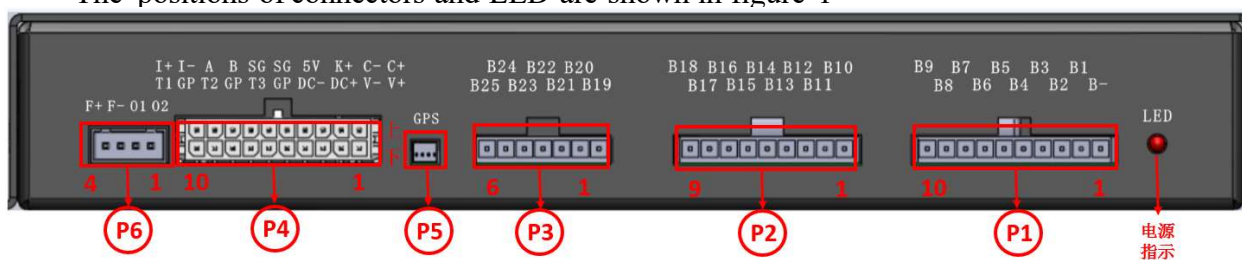 The positions of connectors and LED are shown in figure 1
I+ I- A B SG SG 5V K+ C- C+
T1 GP T2 GP T3 GP DC- DC+ V- V+
F+ F- 01 02
GPS
B24 B22 B20
B25 B23 B21 B19
B18 B16 B14 B12 B10
B17 B15 B13 B11
B9 B7 B5 B3 B1
B8 B6 B4 B2 B-
LED
上
下
4 1
10 1
6 1
9 1
10 1
P6
P4
P5
P3
P2
P1
电源
指示